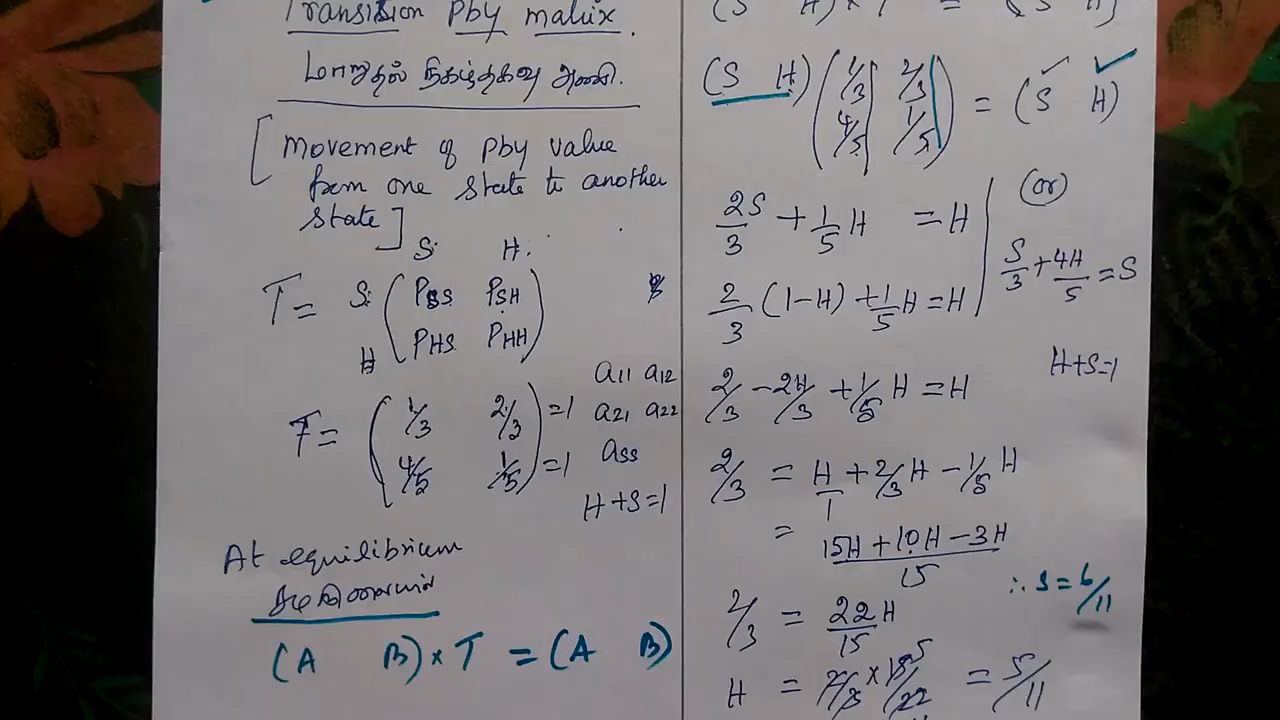 Transition Pby matrix.
மாறுதல் நிகழ்தகவு அணி.
[Movement of Pby value
from one state to another
state]
S H
T = S (PSS PSH)
H (PHS PHH)
a11 a12
T = (1/3 2/3) = 1 a21 a22
(4/5 1/5) = 1 ass
H+S=1
At equilibrium
(A B) × T = (A B)
(S H) × T = (S H)
(S H) (1/3 2/3) = (S H)
(4/5 1/5)
2S/3 + 1/5 H = H
(or)
S/3 + 4H/5 = S
2/3 (1-H) + 1/5 H = H
H+S=1
2/3 - 2H/3 + 1/5 H = H
2/3 = H/1 + 2/3 H - 1/5 H
= 15H + 10H - 3H / 15
∴ S = 6/11
2/3 = 22H/15
H = 2/3 × 15/22 = 5/11